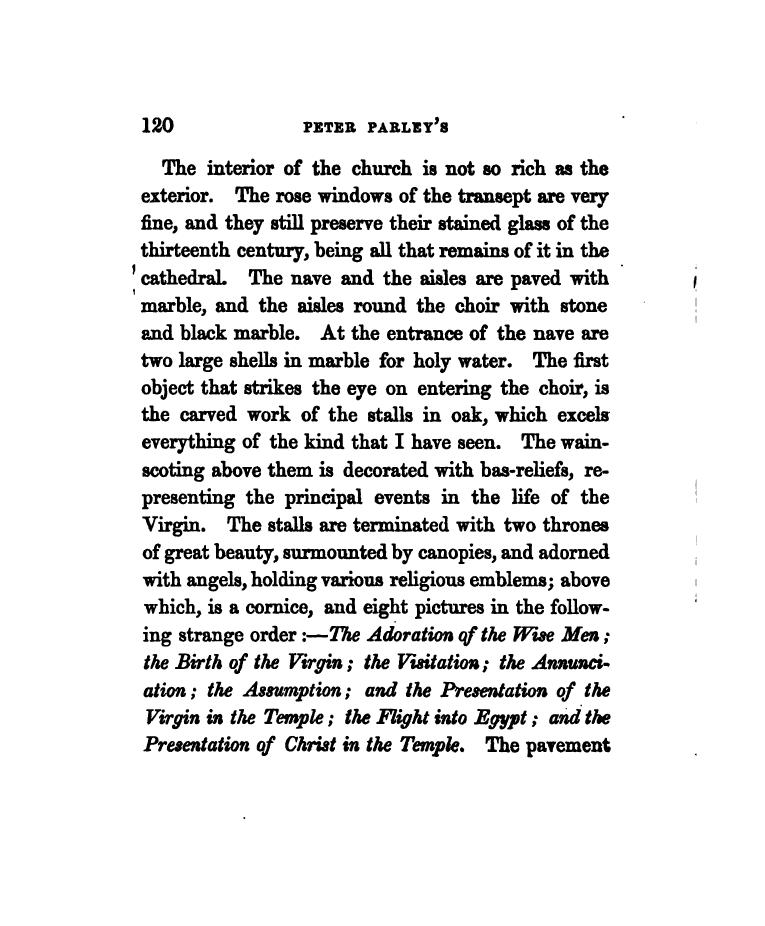 120 PETER PARLEY'S
The interior of the church is not so rich as the
exterior. The rose windows of the transept are very
fine, and they still preserve their stained glass of the
thirteenth century, being all that remains of it in the
cathedral. The nave and the aisles are paved with
marble, and the aisles round the choir with stone
and black marble. At the entrance of the nave are
two large shells in marble for holy water. The first
object that strikes the eye on entering the choir, is
the carved work of the stalls in oak, which excels
everything of the kind that I have seen. The wain-
scoting above them is decorated with bas-reliefs, re-
presenting the principal events in the life of the
Virgin. The stalls are terminated with two thrones
of great beauty, surmounted by canopies, and adorned
with angels, holding various religious emblems; above
which, is a cornice, and eight pictures in the follow-
ing strange order :—The Adoration of the Wise Men;
the Birth of the Virgin; the Visitation; the Annunci-
ation; the Assumption; and the Presentation of the
Virgin in the Temple; the Flight into Egypt; and the
Presentation of Christ in the Temple. The pavement